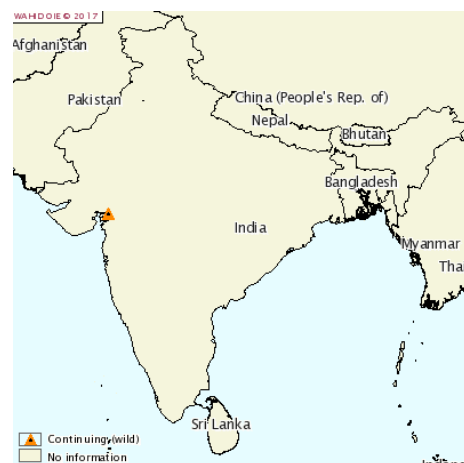 WAHID OIE © 2017
Afghanistan
Pakistan
China (People's Rep. of)
Nepal
Bhutan
Bangladesh
India
Myanmar
Sri Lanka
Continuing (wild)
No information